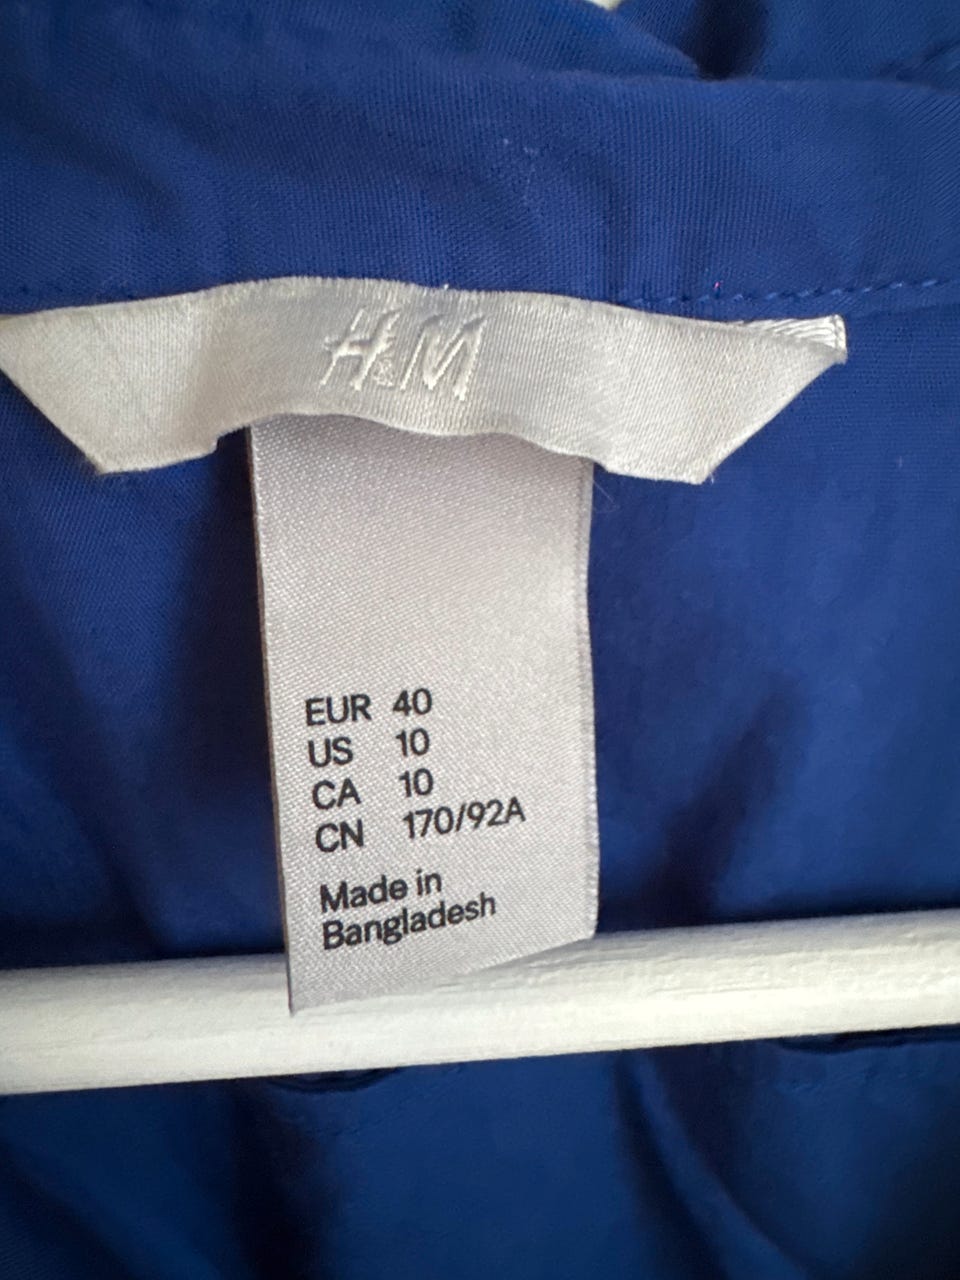 H&M
EUR 40
US 10
CA 10
CN 170/92A
Made in
Bangladesh